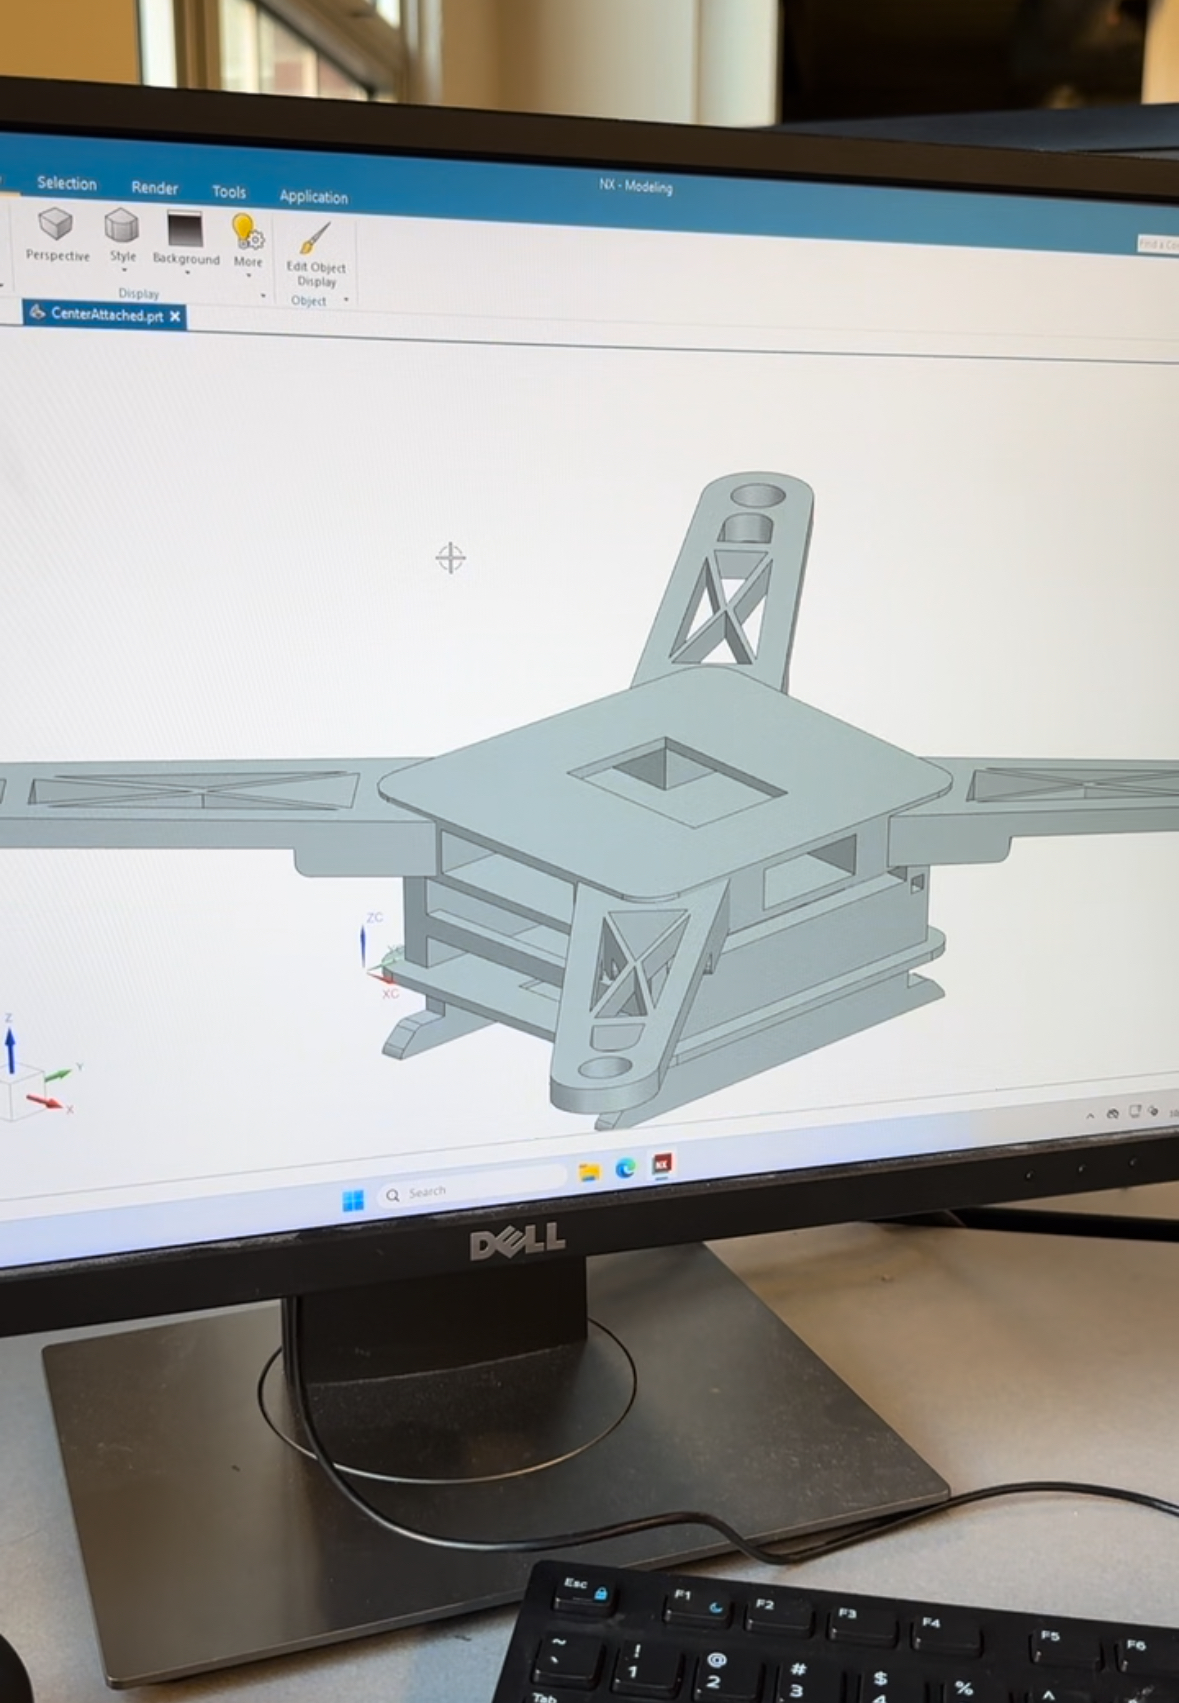 NX - Modeling
Selection Render Tools Application
Find a Co
Perspective Style Background More Edit Object Display
Display Object
CenterAttached.prt
ZC
XC
Z
Y
X
Search
NX
DELL
Esc F1 F2 F3 F4 F5 F6
~ ! @ # $ % ^
` 1 2 3 4
Tab